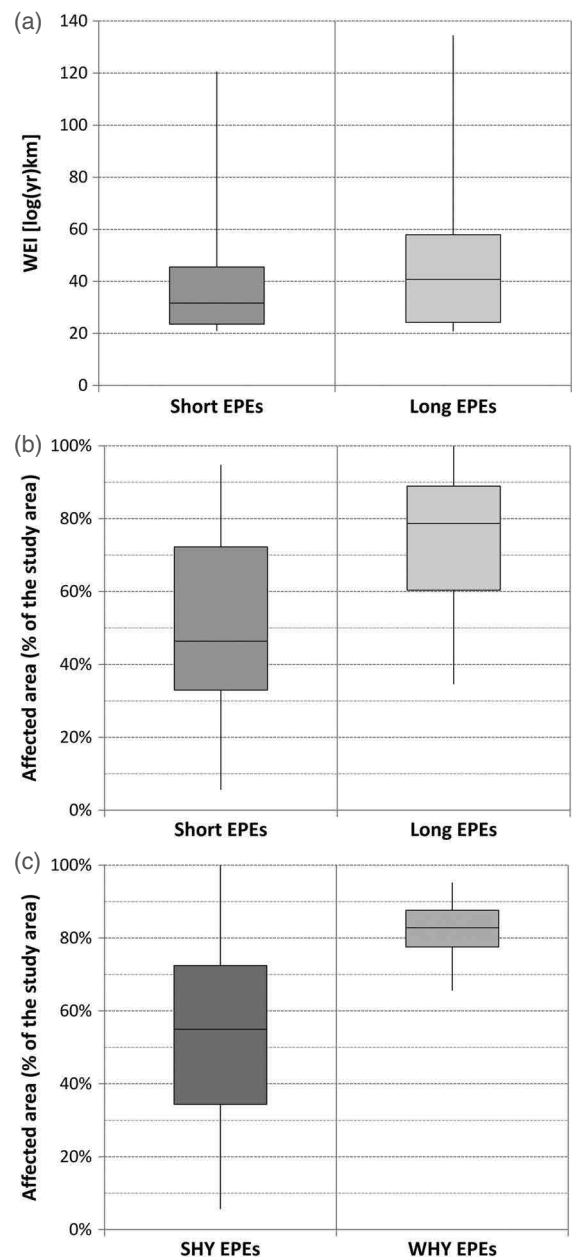 (a)
WEI [log(yr)km]
140
120
100
80
60
40
20
0
Short EPEs Long EPEs
(b)
Affected area (% of the study area)
100%
80%
60%
40%
20%
0%
Short EPEs Long EPEs
(c)
Affected area (% of the study area)
100%
80%
60%
40%
20%
0%
SHY EPEs WHY EPEs